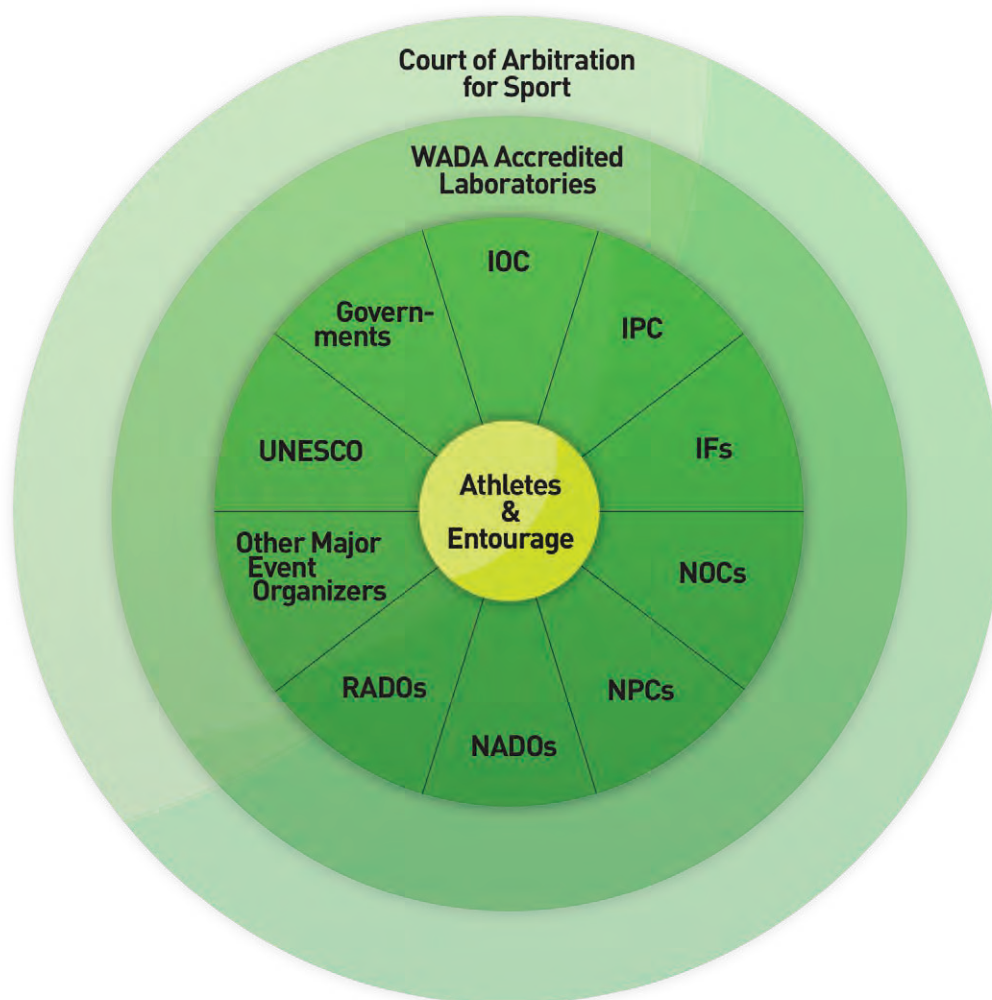 Court of Arbitration
for Sport
WADA Accredited
Laboratories
IOC
IPC
IFs
NOCs
NPCs
NADOs
RADOs
Other Major
Event
Organizers
UNESCO
Govern-
ments
Athletes
&
Entourage